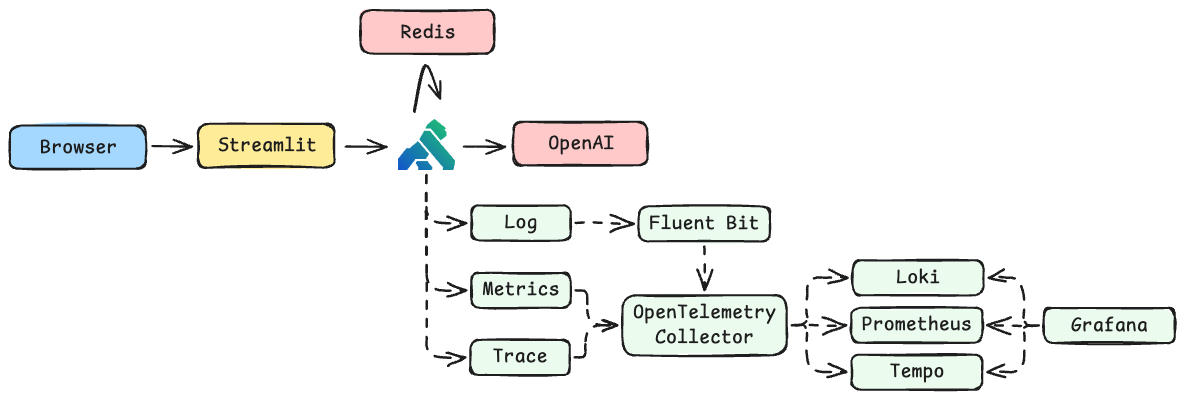 Redis
Browser
Streamlit
OpenAI
Log
Fluent Bit
Metrics
OpenTelemetry
Collector
Trace
Loki
Prometheus
Grafana
Tempo